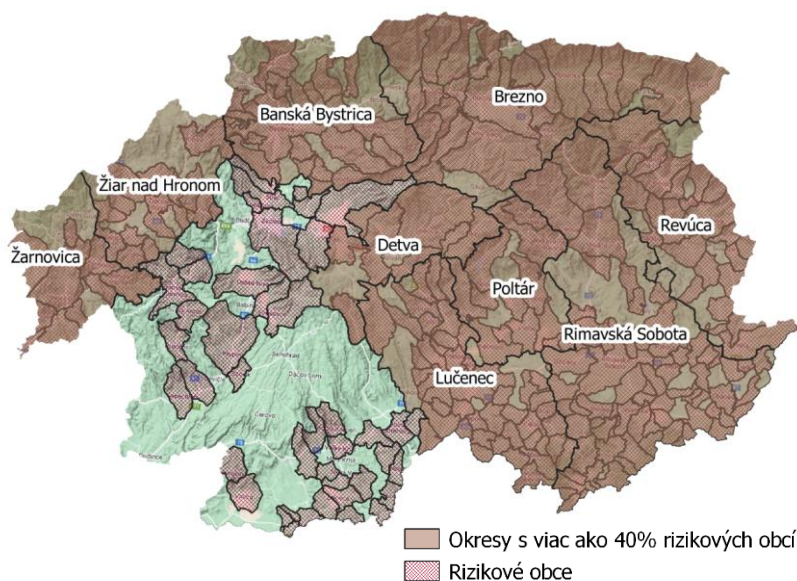 Brezno
Banská Bystrica
Žiar nad Hronom
Revúca
Detva
Žarnovica
Poltár
Rimavská Sobota
Lučenec
Okresy s viac ako 40% rizikových obcí
Rizikové obce